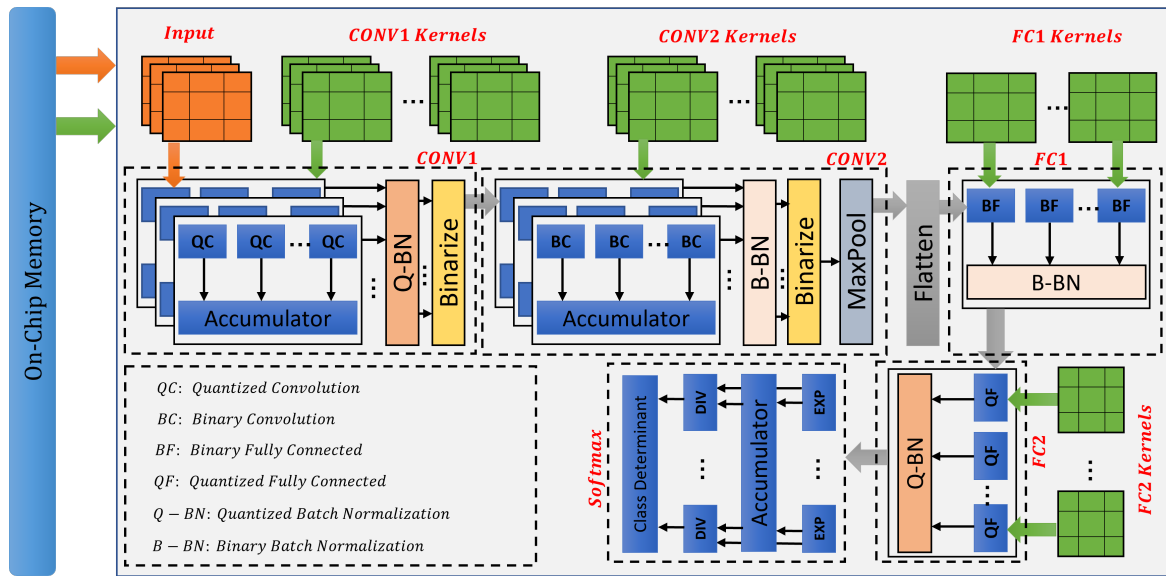 On-Chip Memory
Input
CONV1 Kernels
CONV2 Kernels
FC1 Kernels
...
...
...
CONV1
CONV2
FC1
QC QC ... QC
Accumulator
...
Q-BN
...
Binarize
BC BC ... BC
Accumulator
...
B-BN
...
Binarize
MaxPool
Flatten
BF BF ... BF
B-BN
QC: Quantized Convolution
BC: Binary Convolution
BF: Binary Fully Connected
QF: Quantized Fully Connected
Q − BN: Quantized Batch Normalization
B − BN: Binary Batch Normalization
Softmax
Class Determinant
DIV
...
DIV
Accumulator
EXP
...
EXP
Q-BN
QF
QF
...
QF
FC2
...
FC2 Kernels